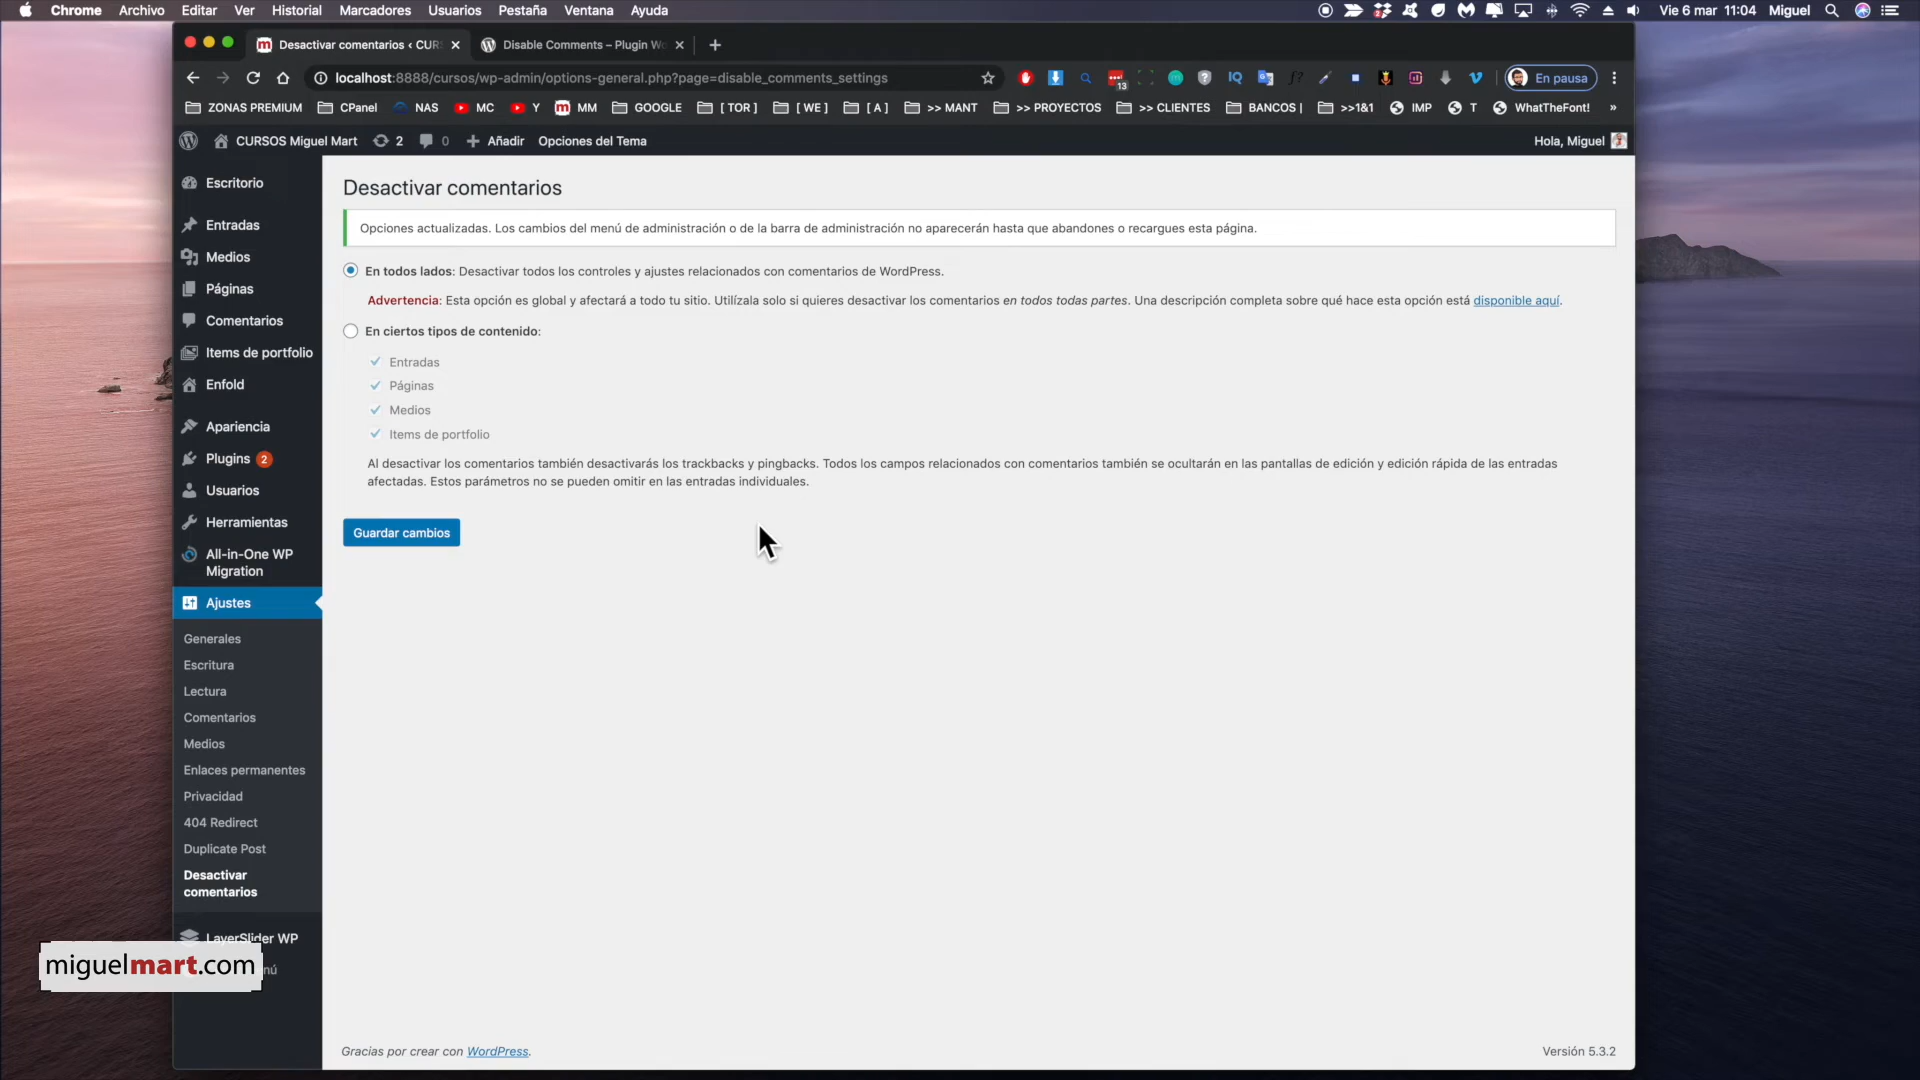 Chrome Archivo Editar Ver Historial Marcadores Usuarios Pestaña Ventana Ayuda Vie 6 mar 11:04 Miguel
Desactivar comentarios ‹ CUR Disable Comments – Plugin Wo
localhost:8888/cursos/wp-admin/options-general.php?page=disable_comments_settings 13 IQ En pausa
ZONAS PREMIUM CPanel NAS MC Y MM GOOGLE [ TOR ] [ WE ] [ A ] >> MANT >> PROYECTOS >> CLIENTES BANCOS | >>1&1 IMP T WhatTheFont! »
CURSOS Miguel Mart 2 0 Añadir Opciones del Tema Hola, Miguel
Escritorio
Entradas
Medios
Páginas
Comentarios
Items de portfolio
Enfold
Apariencia
Plugins 2
Usuarios
Herramientas
All-in-One WP
Migration
Ajustes
Generales
Escritura
Lectura
Comentarios
Medios
Enlaces permanentes
Privacidad
404 Redirect
Duplicate Post
Desactivar
comentarios
LayerSlider WP
nú
miguelmart.com
Desactivar comentarios
Opciones actualizadas. Los cambios del menú de administración o de la barra de administración no aparecerán hasta que abandones o recargues esta página.
En todos lados: Desactivar todos los controles y ajustes relacionados con comentarios de WordPress.
Advertencia: Esta opción es global y afectará a todo tu sitio. Utilízala solo si quieres desactivar los comentarios en todos todas partes. Una descripción completa sobre qué hace esta opción está disponible aquí.
En ciertos tipos de contenido:
Entradas
Páginas
Medios
Items de portfolio
Al desactivar los comentarios también desactivarás los trackbacks y pingbacks. Todos los campos relacionados con comentarios también se ocultarán en las pantallas de edición y edición rápida de las entradas
afectadas. Estos parámetros no se pueden omitir en las entradas individuales.
Guardar cambios
Gracias por crear con WordPress. Versión 5.3.2